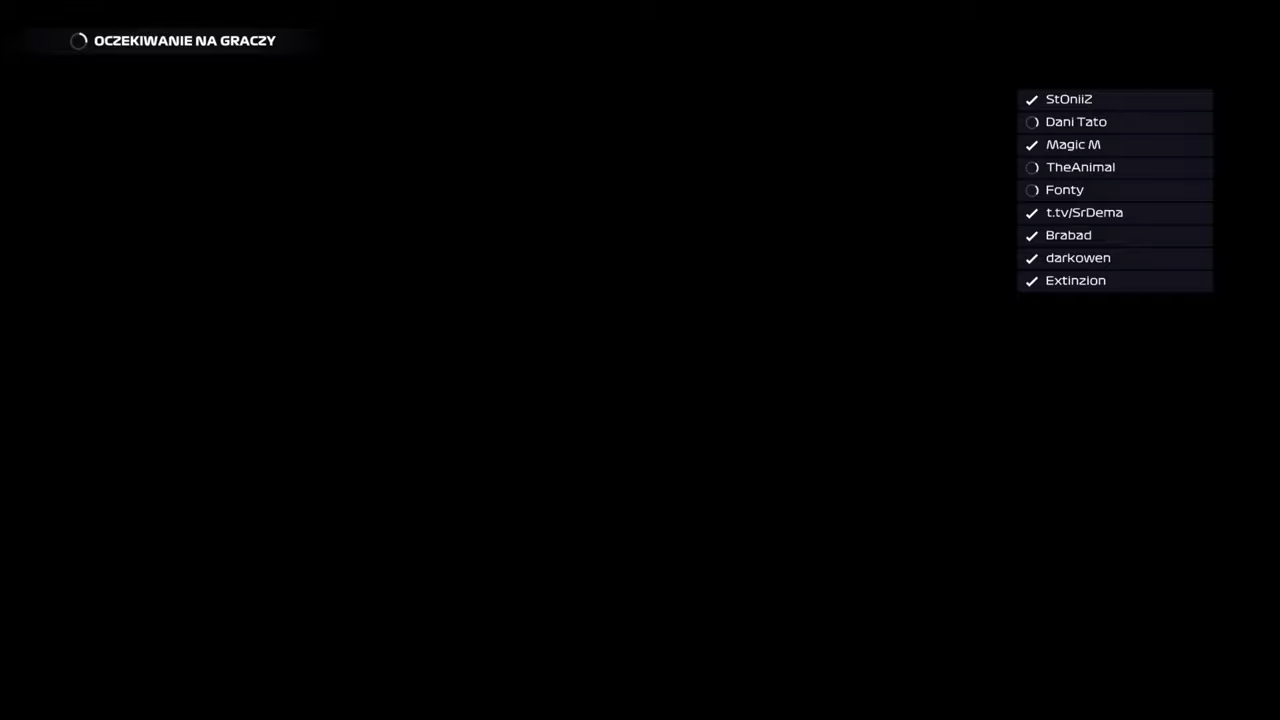 OCZEKIWANIE NA GRACZY
StOniiZ
Dani Tato
Magic M
TheAnimal
Fonty
t.tv/SrDema
Brabad
darkowen
Extinzion